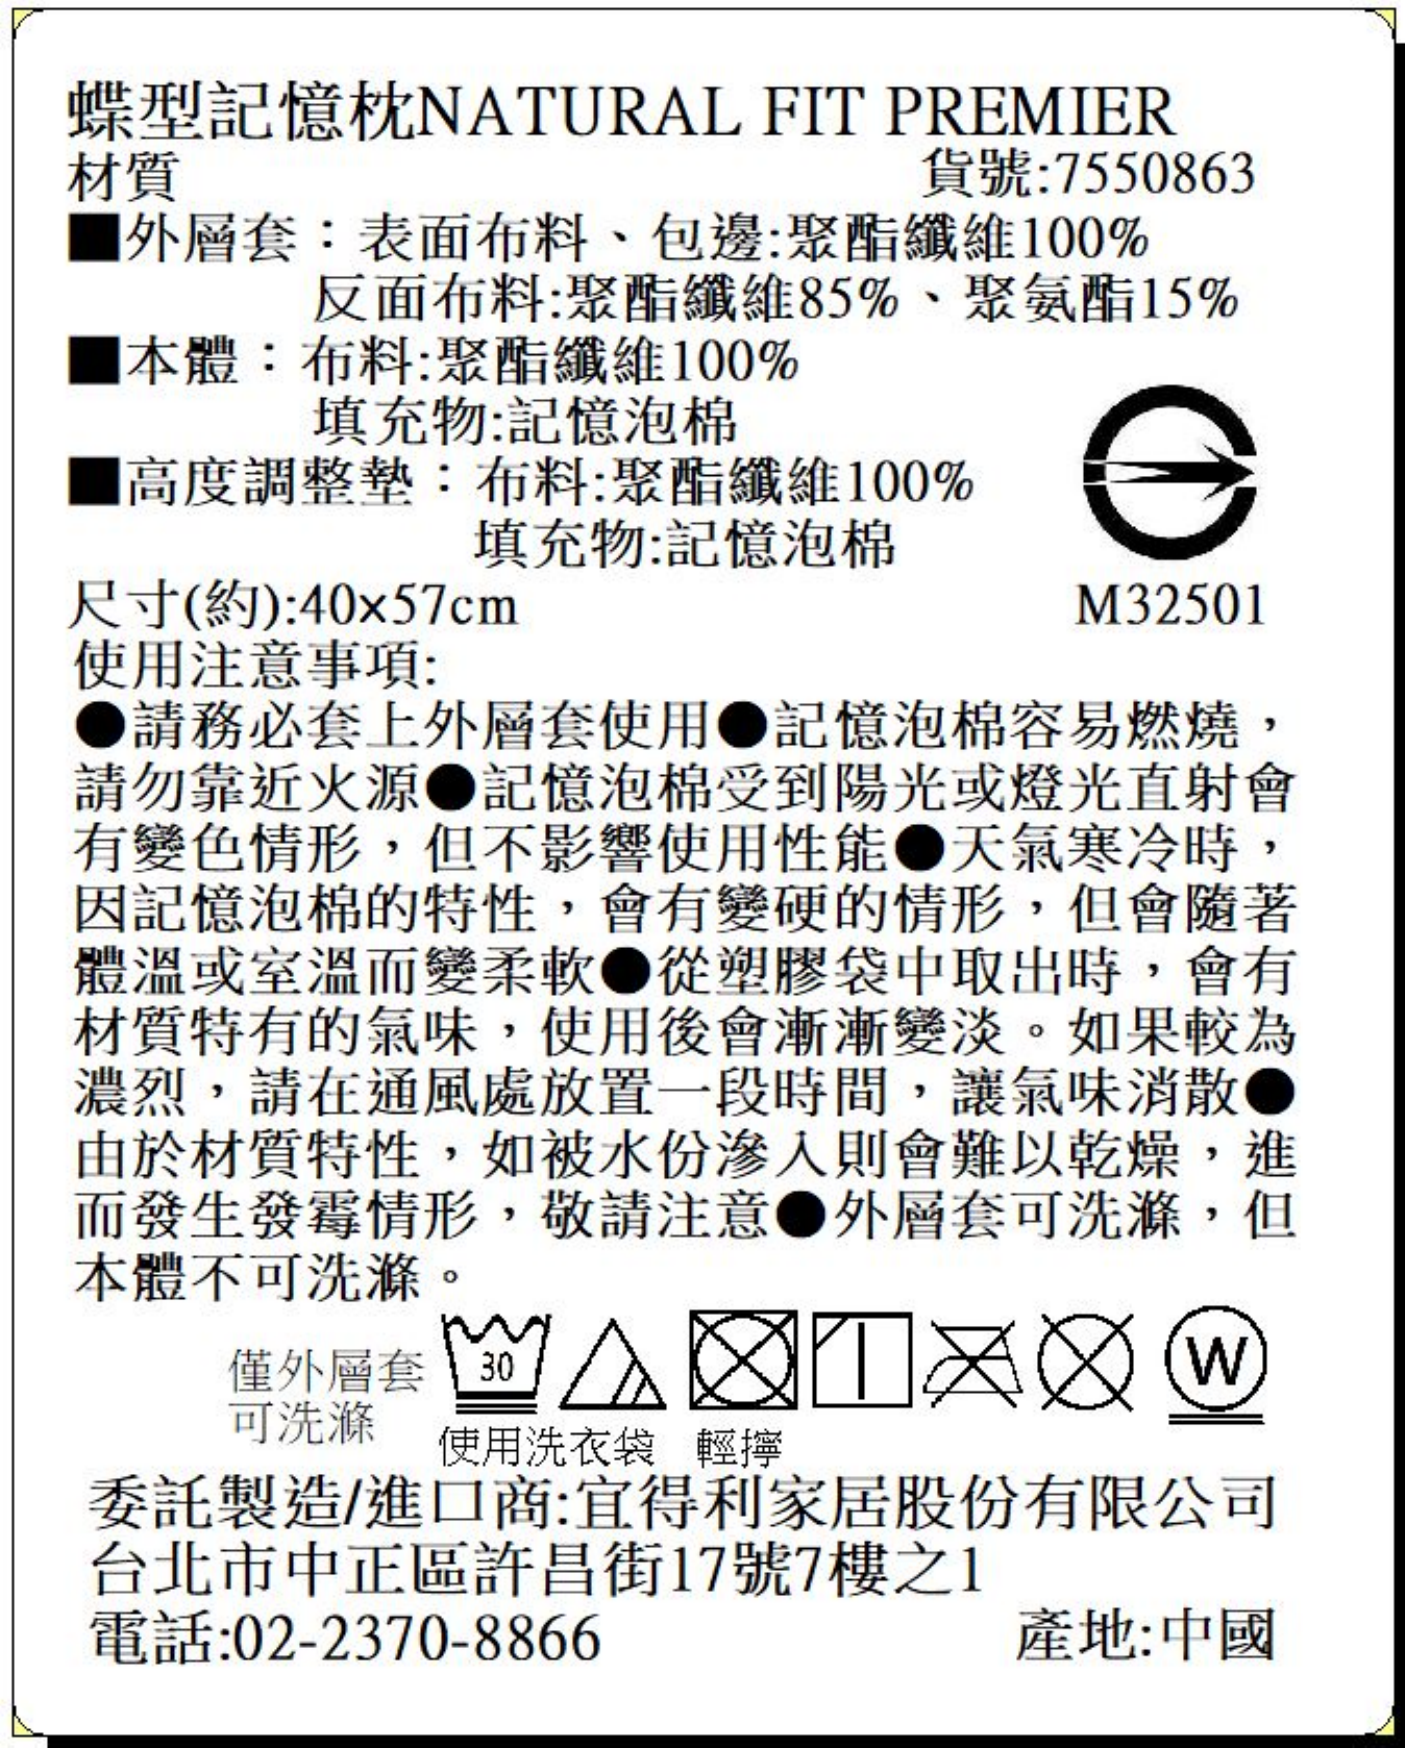 蝶型記憶枕NATURAL FIT PREMIER
材質 貨號:7550863
■外層套：表面布料、包邊:聚酯纖維100%
反面布料:聚酯纖維85%、聚氨酯15%
■本體：布料:聚酯纖維100%
填充物:記憶泡棉
■高度調整墊：布料:聚酯纖維100%
填充物:記憶泡棉
尺寸(約):40×57cm M32501
使用注意事項:
●請務必套上外層套使用●記憶泡棉容易燃燒，
請勿靠近火源●記憶泡棉受到陽光或燈光直射會
有變色情形，但不影響使用性能●天氣寒冷時，
因記憶泡棉的特性，會有變硬的情形，但會隨著
體溫或室溫而變柔軟●從塑膠袋中取出時，會有
材質特有的氣味，使用後會漸漸變淡。如果較為
濃烈，請在通風處放置一段時間，讓氣味消散●
由於材質特性，如被水份滲入則會難以乾燥，進
而發生發霉情形，敬請注意●外層套可洗滌，但
本體不可洗滌。
僅外層套
可洗滌
30 W
使用洗衣袋 輕擰
委託製造/進口商:宜得利家居股份有限公司
台北市中正區許昌街17號7樓之1
電話:02-2370-8866 產地:中國